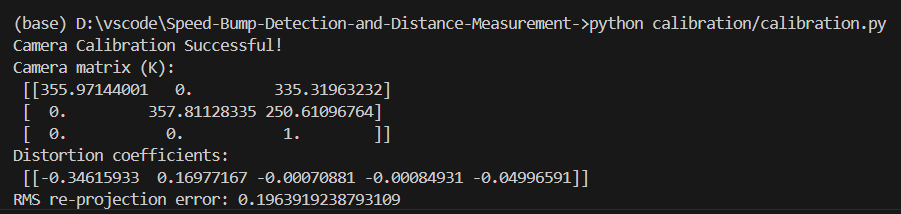 (base) D:\vscode\Speed-Bump-Detection-and-Distance-Measurement->python calibration/calibration.py
Camera Calibration Successful!
Camera matrix (K):
 [[355.97144001   0.         335.31963232]
 [  0.         357.81128335 250.61096764]
 [  0.           0.           1.        ]]
Distortion coefficients:
 [[-0.34615933  0.16977167 -0.00070881 -0.00084931 -0.04996591]]
RMS re-projection error: 0.1963919238793109